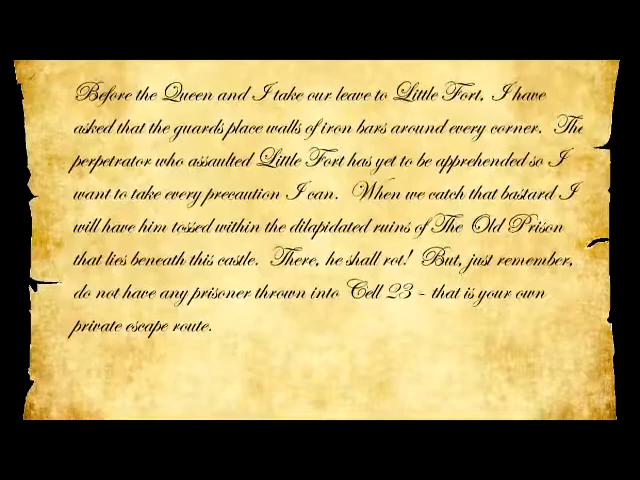 Before the Queen and I take our leave to Little Fort, I have
asked that the guards place walls of iron bars around every corner. The
perpetrator who assaulted Little Fort has yet to be apprehended so I
want to take every precaution I can. When we catch that bastard I
will have him tossed within the dilapidated ruins of The Old Prison
that lies beneath this castle. There, he shall rot! But, just remember,
do not have any prisoner thrown into Cell 23 - that is your own
private escape route.